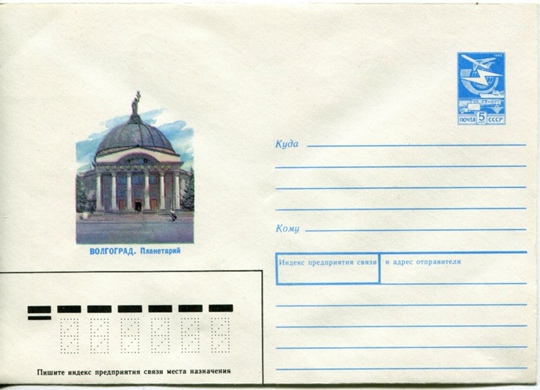 ПОЧТА 5 СССР
Куда
ВОЛГОГРАД. Планетарий
Кому
Индекс предприятия связи и адрес отправителя
Пишите индекс предприятия связи места назначения